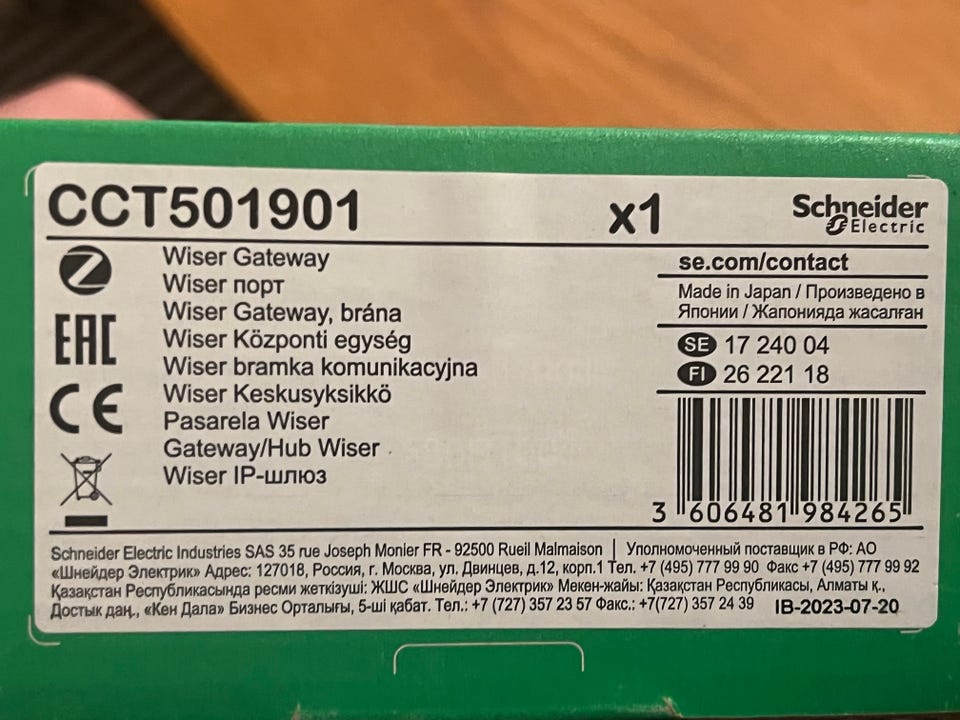 CCT501901 x1 Schneider Electric
Wiser Gateway
Wiser порт
Wiser Gateway, brána
Wiser Központi egység
Wiser bramka komunikacyjna
Wiser Keskusyksikkö
Pasarela Wiser
Gateway/Hub Wiser
Wiser IP-шлюз
EAC
CE
se.com/contact
Made in Japan / Произведено в
Японии / Жапонияда жасалған
SE 17 240 04
FI 26 221 18
3 606481 984265
Schneider Electric Industries SAS 35 rue Joseph Monier FR - 92500 Rueil Malmaison | Уполномоченный поставщик в РФ: АО
«Шнейдер Электрик» Адрес: 127018, Россия, г. Москва, ул. Двинцев, д.12, корп.1 Тел. +7 (495) 777 99 90 Факс +7 (495) 777 99 92
Қазақстан Республикасында ресми жеткізуші: ЖШС «Шнейдер Электрик» Мекен-жайы: Қазақстан Республикасы, Алматы қ.,
Достык даң., «Кен Дала» Бизнес Орталығы, 5-ші қабат. Тел.: +7 (727) 357 23 57 Факс.: +7(727) 357 24 39 IB-2023-07-20